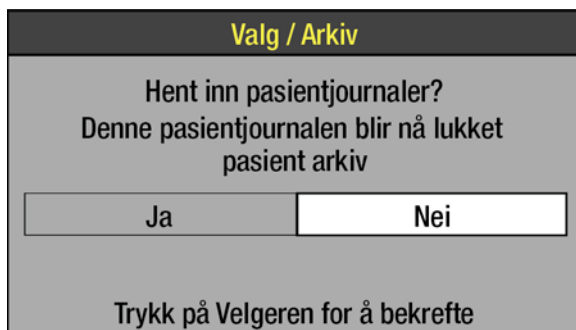 Valg / Arkiv
Hent inn pasientjournaler?
Denne pasientjournalen blir nå lukket
pasient arkiv
Ja
Nei
Trykk på Velgeren for å bekrefte